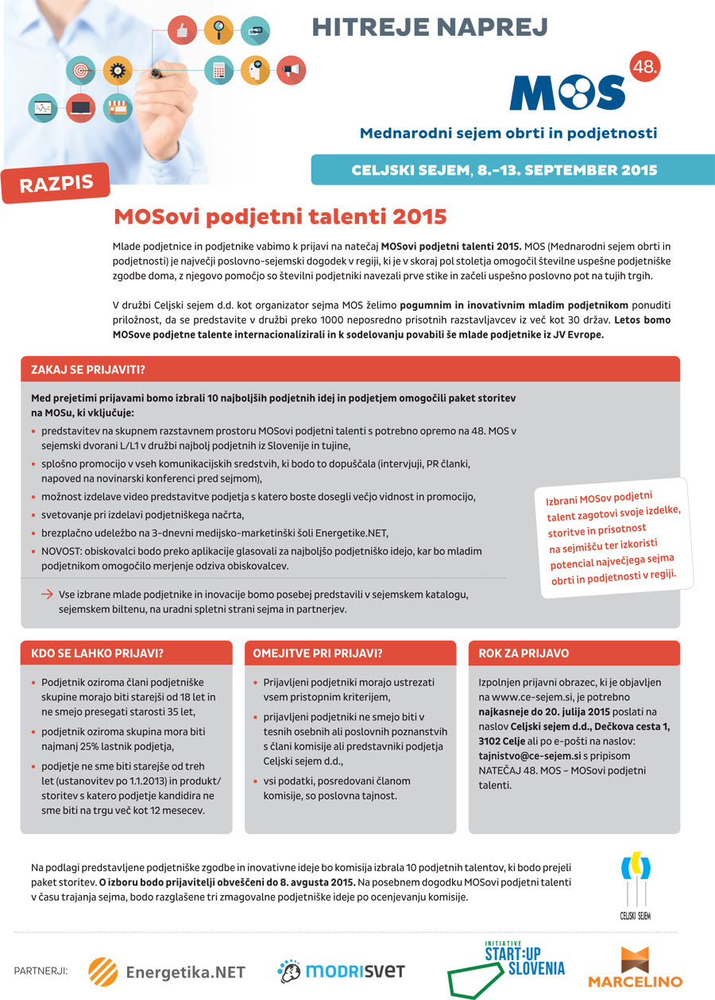 HITREJE NAPREJ
48.
MOS
Mednarodni sejem obrti in podjetnosti
CELJSKI SEJEM, 8.–13. SEPTEMBER 2015
RAZPIS
MOSovi podjetni talenti 2015
Mlade podjetnice in podjetnike vabimo k prijavi na natečaj MOSovi podjetni talenti 2015. MOS (Mednarodni sejem obrti in
podjetnosti) je največji poslovno-sejemski dogodek v regiji, ki je v skoraj pol stoletja omogočil številne uspešne podjetniške
zgodbe doma, z njegovo pomočjo so številni podjetniki navezali prve stike in začeli uspešno poslovno pot na tujih trgih.
V družbi Celjski sejem d.d. kot organizator sejma MOS želimo pogumnim in inovativnim mladim podjetnikom ponuditi
priložnost, da se predstavite v družbi preko 1000 neposredno prisotnih razstavljavcev iz več kot 30 držav. Letos bomo
MOSove podjetne talente internacionalizirali in k sodelovanju povabili še mlade podjetnike iz JV Evrope.
ZAKAJ SE PRIJAVITI?
Med prejetimi prijavami bomo izbrali 10 najboljših podjetnih idej in podjetjem omogočili paket storitev
na MOSu, ki vključuje:
• predstavitev na skupnem razstavnem prostoru MOSovi podjetni talenti s potrebno opremo na 48. MOS v
sejemski dvorani L/L1 v družbi najbolj podjetnih iz Slovenije in tujine,
• splošno promocijo v vseh komunikacijskih sredstvih, ki bodo to dopuščala (intervjuji, PR članki,
napoved na novinarski konferenci pred sejmom),
• možnost izdelave video predstavitve podjetja s katero boste dosegli večjo vidnost in promocijo,
• svetovanje pri izdelavi podjetniškega načrta,
• brezplačno udeležbo na 3-dnevni medijsko-marketinški šoli Energetike.NET,
• NOVOST: obiskovalci bodo preko aplikacije glasovali za najboljšo podjetniško idejo, kar bo mladim
podjetnikom omogočilo merjenje odziva obiskovalcev.
→ Vse izbrane mlade podjetnike in inovacije bomo posebej predstavili v sejemskem katalogu,
sejemskem biltenu, na uradni spletni strani sejma in partnerjev.
Izbrani MOSov podjetni
talent zagotovi svoje izdelke,
storitve in prisotnost
na sejmišču ter izkoristi
potencial največjega sejma
obrti in podjetnosti v regiji.
KDO SE LAHKO PRIJAVI?
• Podjetnik oziroma člani podjetniške
skupine morajo biti starejši od 18 let in
ne smejo presegati starosti 35 let,
• podjetnik oziroma skupina mora biti
najmanj 25% lastnik podjetja,
• podjetje ne sme biti starejše od treh
let (ustanovitev po 1.1.2013) in produkt/
storitev s katero podjetje kandidira ne
sme biti na trgu več kot 12 mesecev.
OMEJITVE PRI PRIJAVI?
• Prijavljeni podjetniki morajo ustrezati
vsem pristopnim kriterijem,
• prijavljeni podjetniki ne smejo biti v
tesnih osebnih ali poslovnih poznanstvih
s člani komisije ali predstavniki podjetja
Celjski sejem d.d.,
• vsi podatki, posredovani članom
komisije, so poslovna tajnost.
ROK ZA PRIJAVO
Izpolnjen prijavni obrazec, ki je objavljen
na www.ce-sejem.si, je potrebno
najkasneje do 20. julija 2015 poslati na
naslov Celjski sejem d.d., Dečkova cesta 1,
3102 Celje ali po e-pošti na naslov:
tajnistvo@ce-sejem.si s pripisom
NATEČAJ 48. MOS – MOSovi podjetni
talenti.
Na podlagi predstavljene podjetniške zgodbe in inovativne ideje bo komisija izbrala 10 podjetnih talentov, ki bodo prejeli
paket storitev. O izboru bodo prijavitelji obveščeni do 8. avgusta 2015. Na posebnem dogodku MOSovi podjetni talenti
v času trajanja sejma, bodo razglašene tri zmagovalne podjetniške ideje po ocenjevanju komisije.
CELJSKI SEJEM
PARTNERJI:
Energetika.NET
MODRISVET
INITIATIVE
START:UP
SLOVENIA
MARCELINO